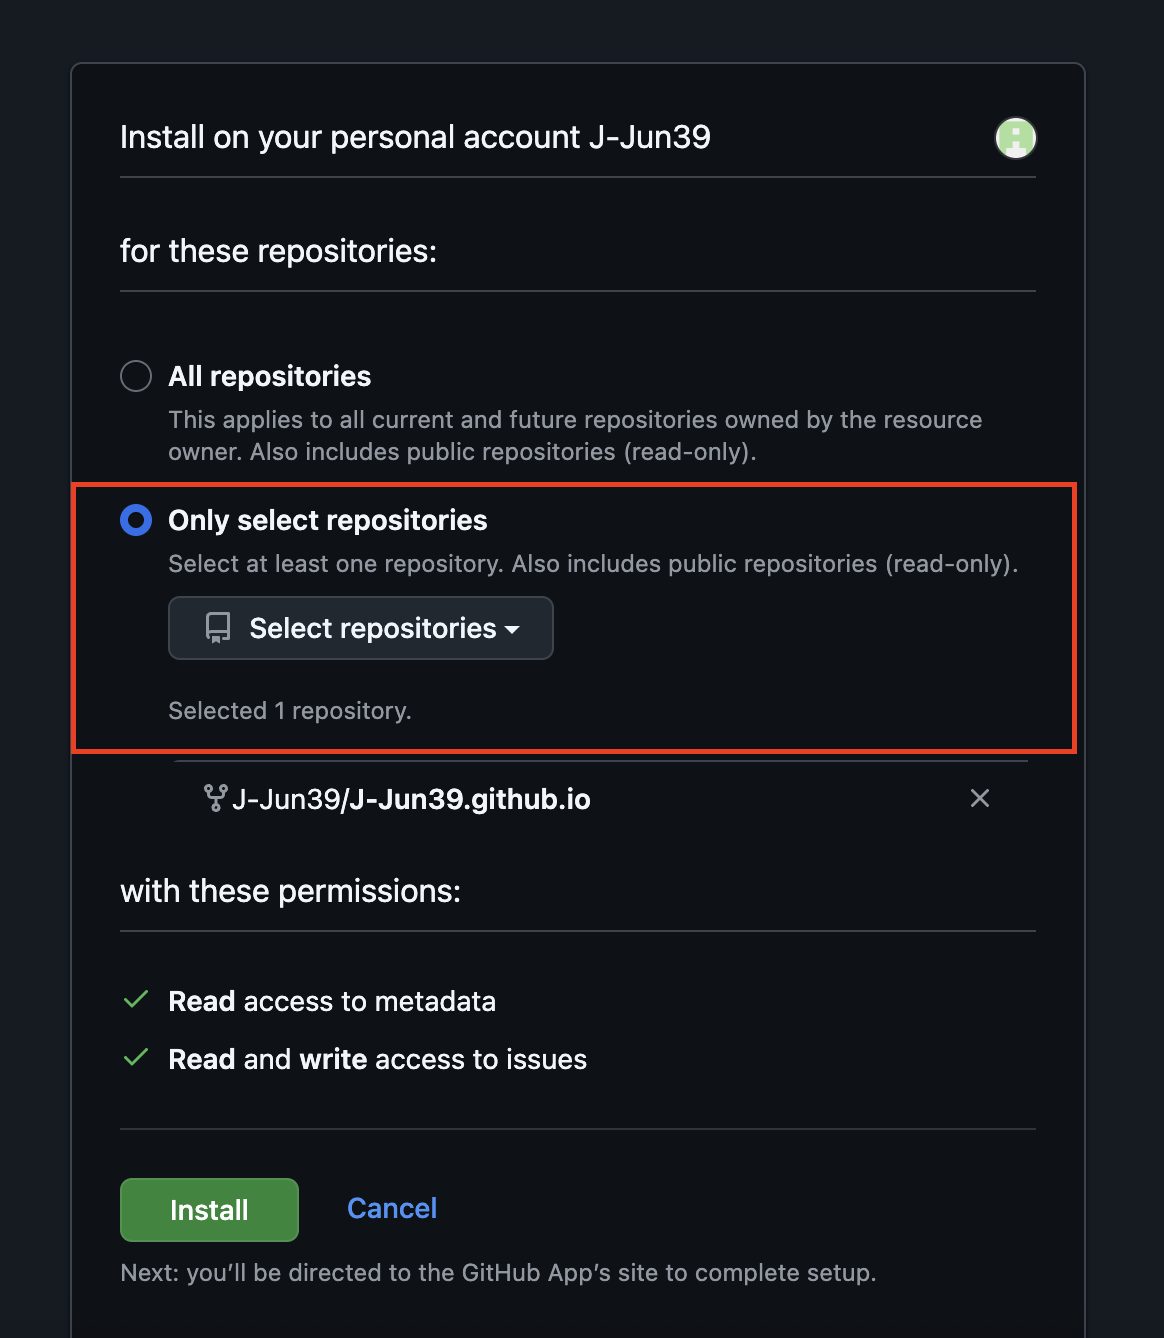 Install on your personal account J-Jun39
for these repositories:
All repositories
This applies to all current and future repositories owned by the resource
owner. Also includes public repositories (read-only).
Only select repositories
Select at least one repository. Also includes public repositories (read-only).
Select repositories
Selected 1 repository.
J-Jun39/J-Jun39.github.io
with these permissions:
Read access to metadata
Read and write access to issues
Install Cancel
Next: you’ll be directed to the GitHub App’s site to complete setup.